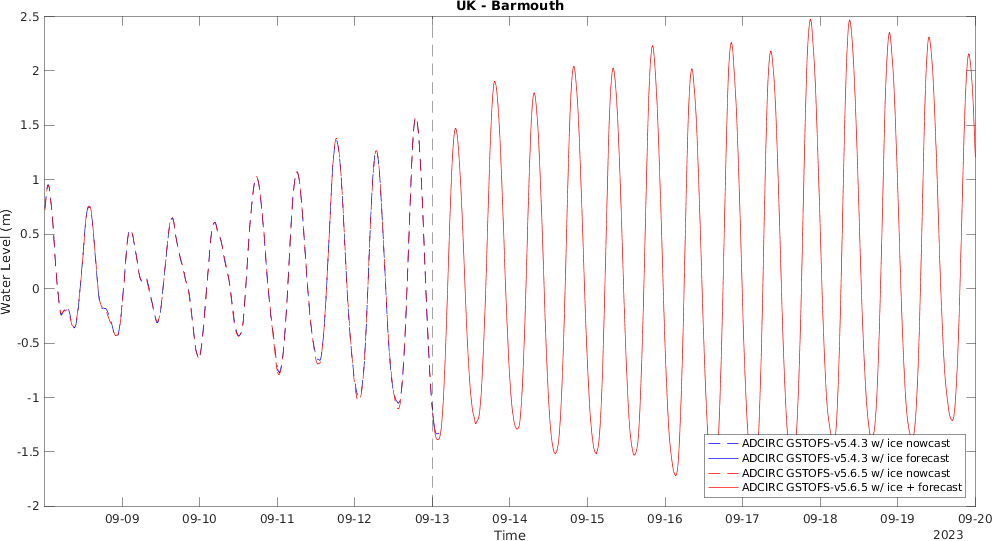 UK - Barmouth
2.5
2
1.5
1
0.5
0
-0.5
-1
-1.5
-2
Water Level (m)
09-09 09-10 09-11 09-12 09-13 09-14 09-15 09-16 09-17 09-18 09-19 09-20
Time
2023
ADCIRC GSTOFS-v5.4.3 w/ ice nowcast
ADCIRC GSTOFS-v5.4.3 w/ ice forecast
ADCIRC GSTOFS-v5.6.5 w/ ice nowcast
ADCIRC GSTOFS-v5.6.5 w/ ice + forecast